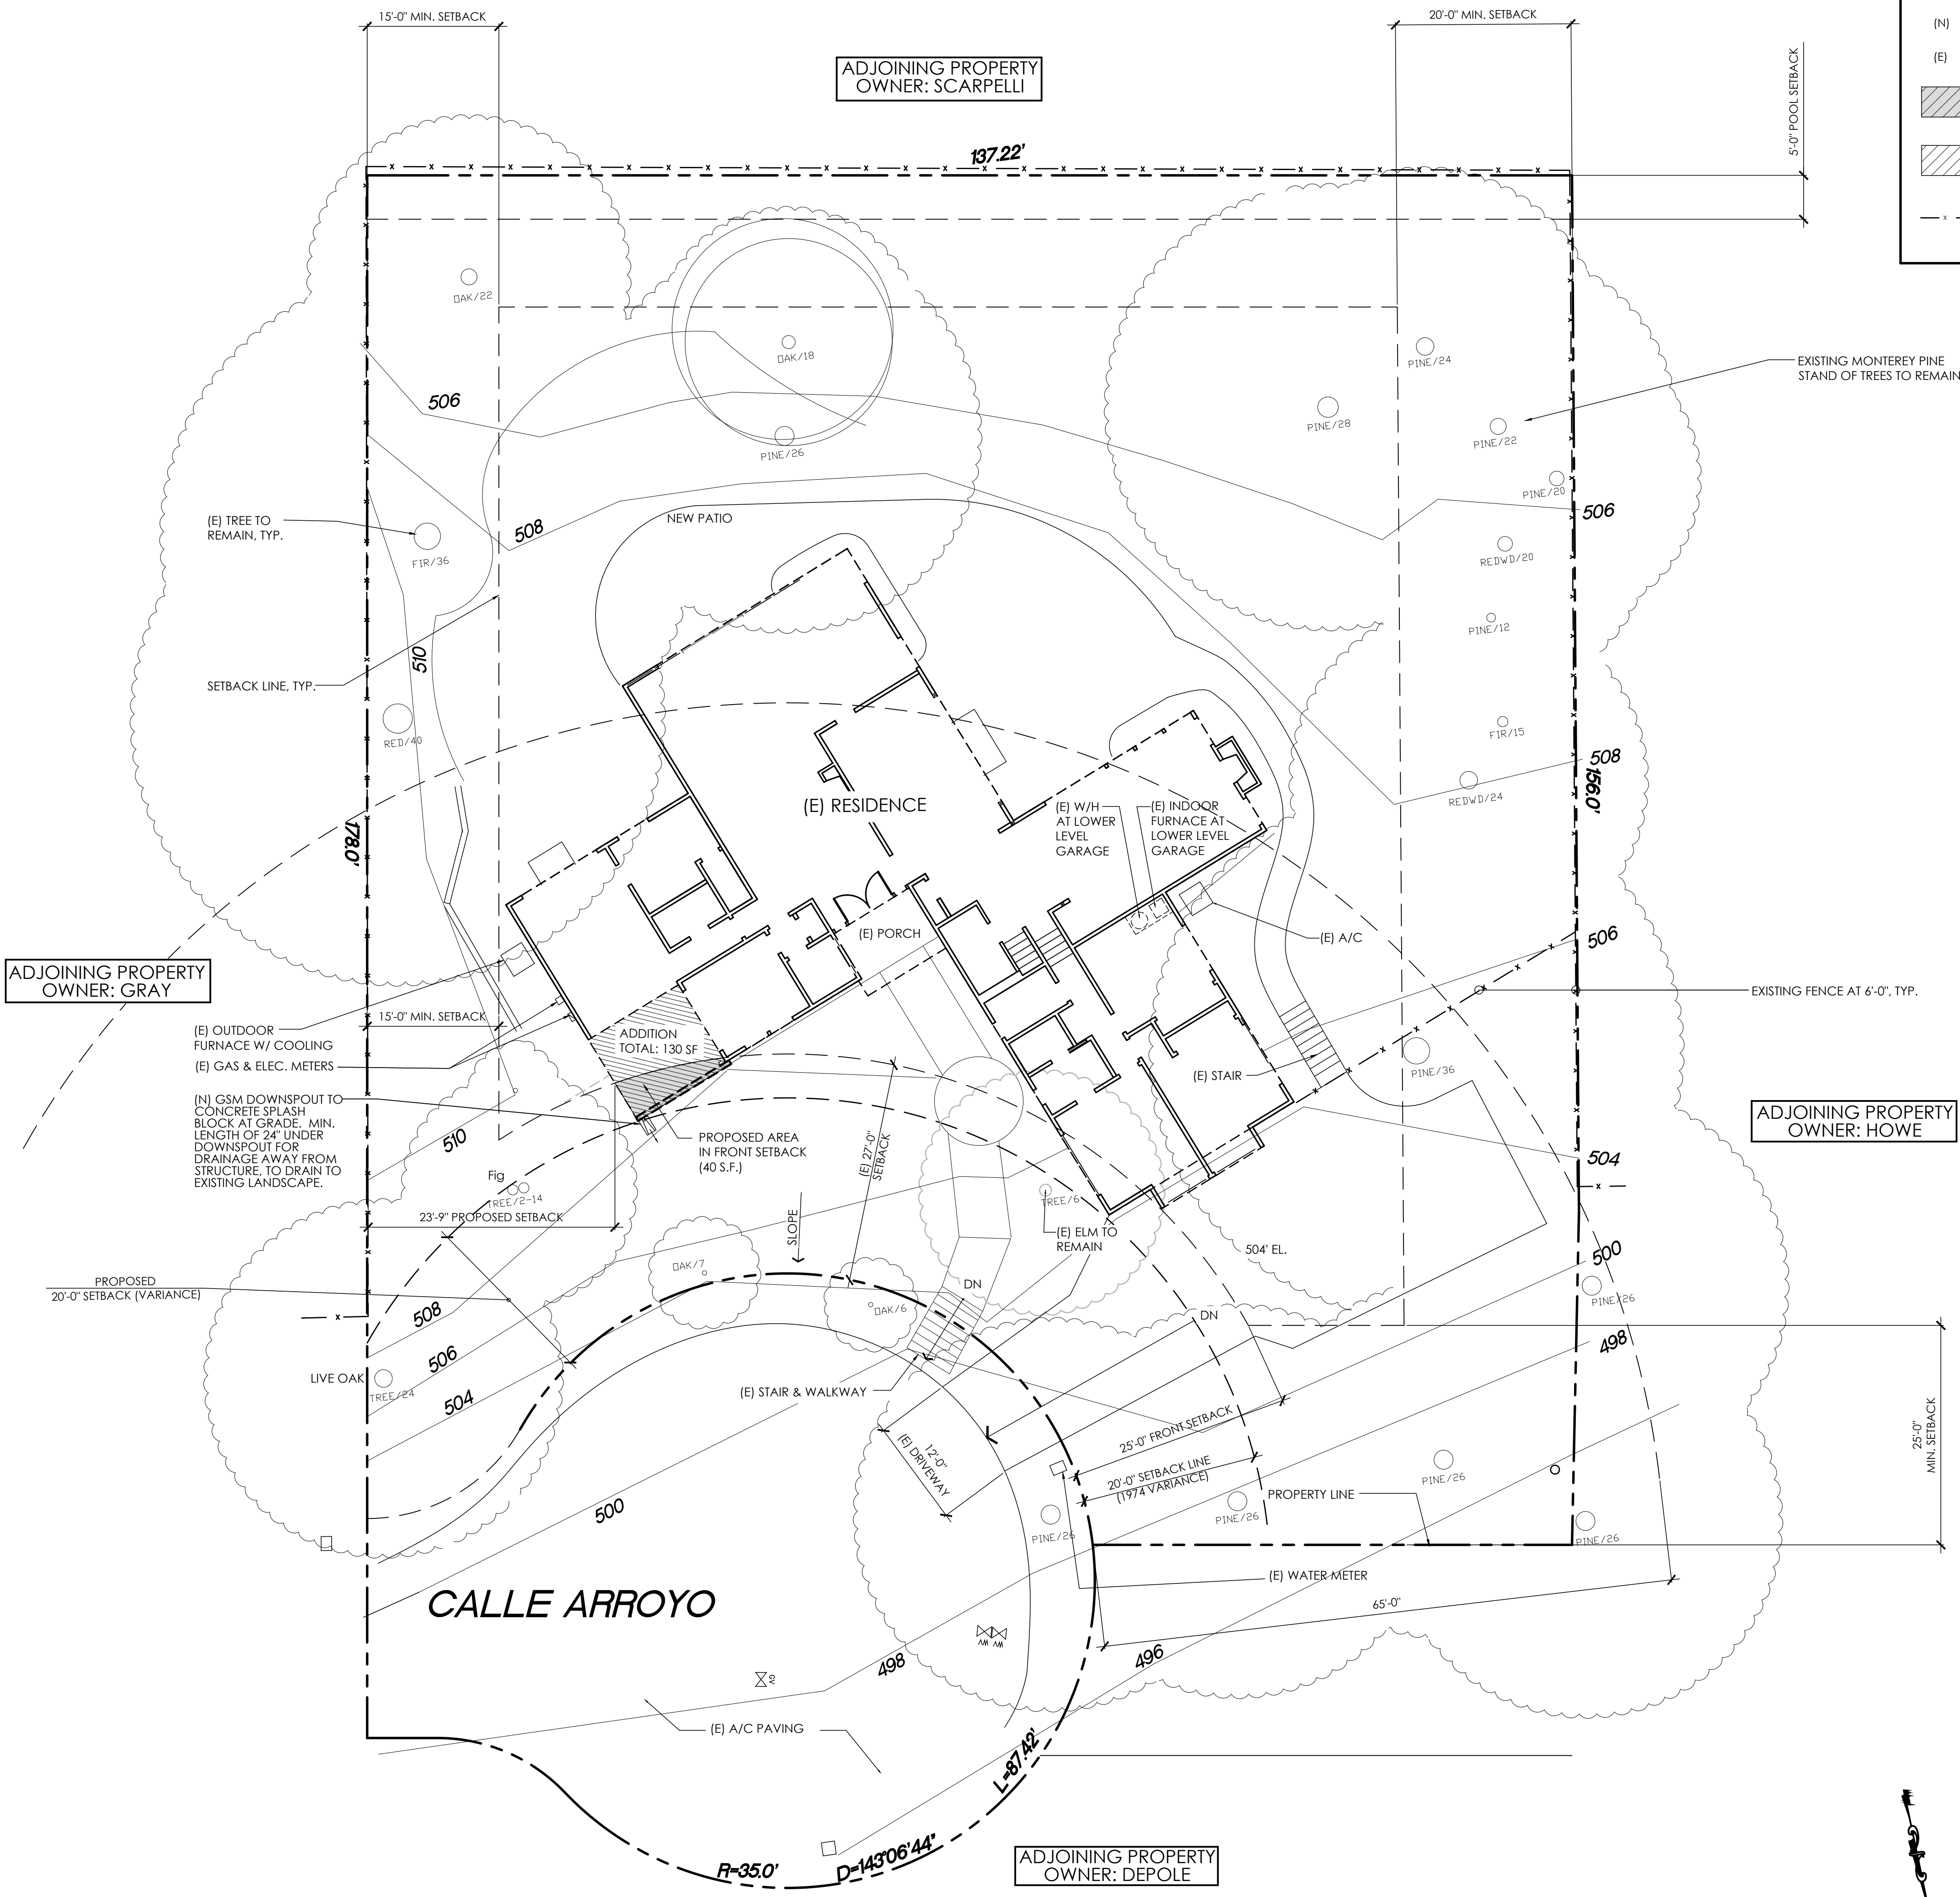 15'-0" MIN. SETBACK
20'-0" MIN. SETBACK
(N)
(E)
5'-0" POOL SETBACK
ADJOINING PROPERTY
OWNER: SCARPELLI
137.22'
OAK/22
OAK/18
PINE/24
EXISTING MONTEREY PINE
STAND OF TREES TO REMAIN
506
PINE/28
PINE/22
PINE/26
PINE/20
506
(E) TREE TO
REMAIN, TYP.
508
NEW PATIO
FIR/36
REDWD/20
PINE/12
510
SETBACK LINE, TYP.
RED/40
FIR/15
508
156.0'
REDWD/24
178.0'
(E) RESIDENCE
(E) W/H
AT LOWER
LEVEL
GARAGE
(E) INDOOR
FURNACE AT
LOWER LEVEL
GARAGE
(E) PORCH
(E) A/C
506
ADJOINING PROPERTY
OWNER: GRAY
EXISTING FENCE AT 6'-0", TYP.
15'-0" MIN. SETBACK
(E) OUTDOOR
FURNACE W/ COOLING
ADDITION
TOTAL: 130 SF
(E) GAS & ELEC. METERS
(E) STAIR
PINE/36
(N) GSM DOWNSPOUT TO
CONCRETE SPLASH
BLOCK AT GRADE. MIN.
LENGTH OF 24" UNDER
DOWNSPOUT FOR
DRAINAGE AWAY FROM
STRUCTURE, TO DRAIN TO
EXISTING LANDSCAPE.
ADJOINING PROPERTY
OWNER: HOWE
510
PROPOSED AREA
IN FRONT SETBACK
(40 S.F.)
(E) 27'-0"
SETBACK
504
Fig
TREE/2-14
TREE/6
23'-9" PROPOSED SETBACK
SLOPE
(E) ELM TO
REMAIN
504' EL.
500
OAK/7
PROPOSED
20'-0" SETBACK (VARIANCE)
DN
PINE/26
508
OAK/6
DN
498
506
LIVE OAK
TREE/24
504
(E) STAIR & WALKWAY
25'-0" FRONT SETBACK
25'-0"
MIN. SETBACK
12'-0"
(E) DRIVEWAY
20'-0" SETBACK LINE
(1974 VARIANCE)
PINE/26
PROPERTY LINE
500
PINE/26
PINE/26
PINE/26
(E) WATER METER
CALLE ARROYO
65'-0"
WV WV
496
498
GV
(E) A/C PAVING
L=87.42'
R=35.0'
D=143°06'44"
ADJOINING PROPERTY
OWNER: DEPOLE